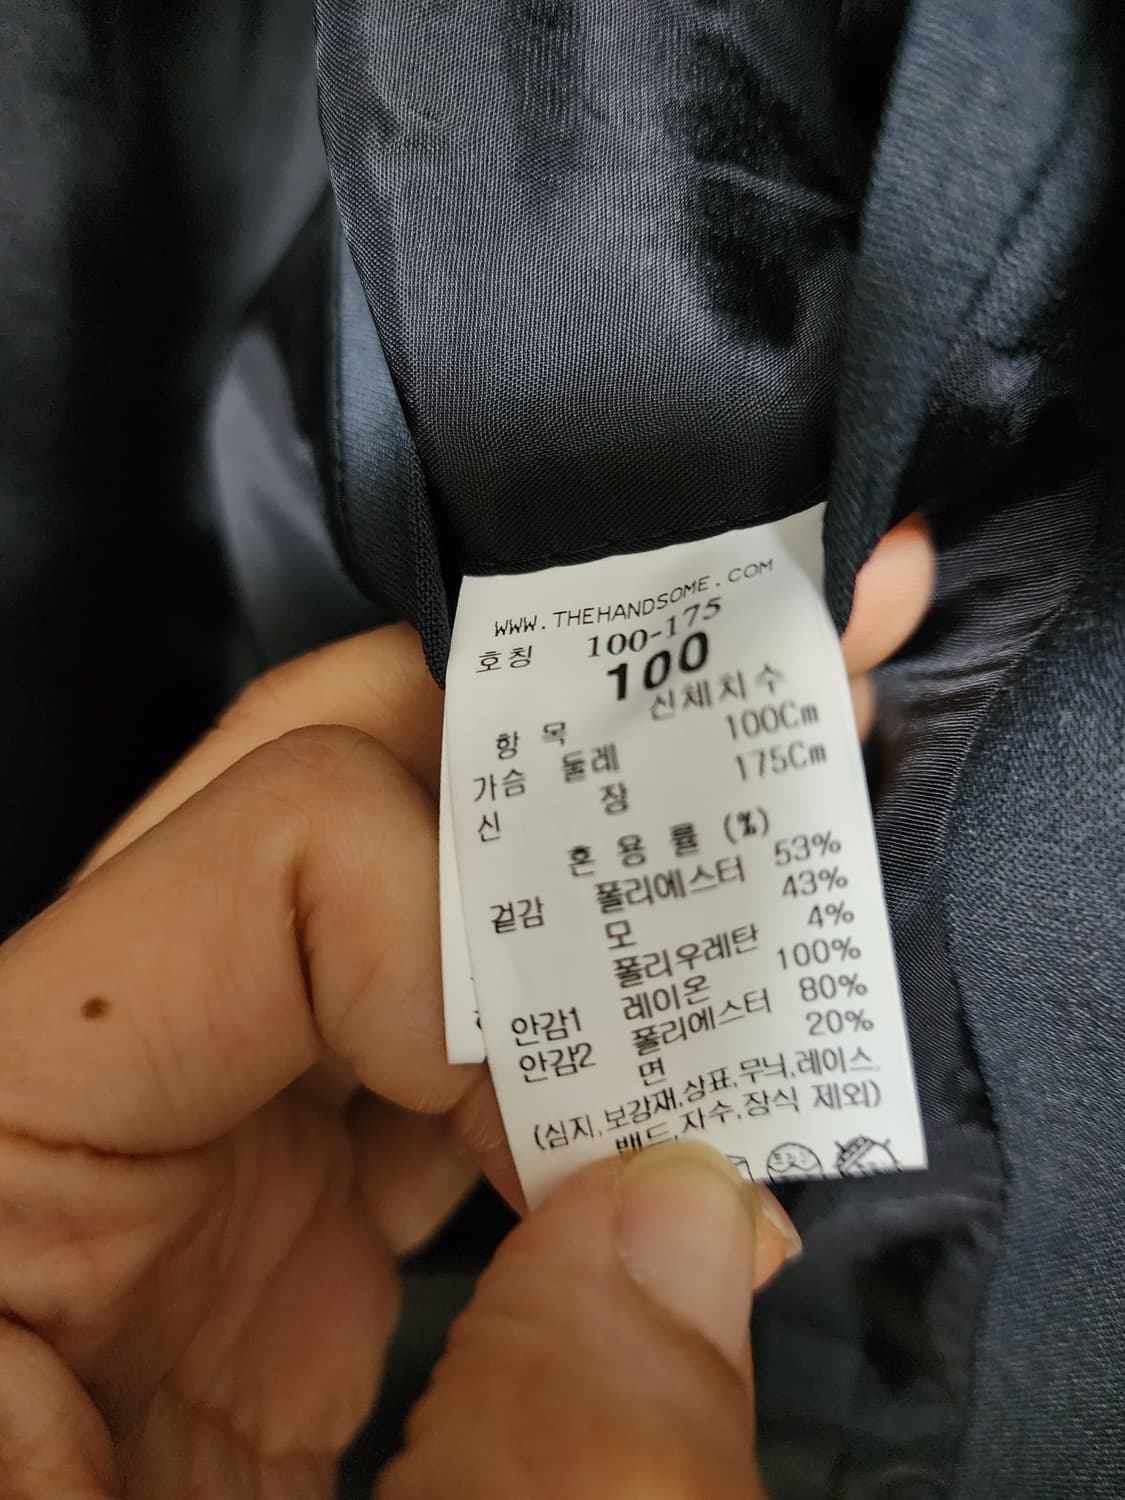 WWW.THEHANDSOME.COM
호칭 100-175
100
항 목 신체치수
가슴 둘레 100Cm
신 장 175Cm
혼 용 률 (%)
겉감 폴리에스터 53%
모 43%
폴리우레탄 4%
안감1 레이온 100%
안감2 폴리에스터 80%
면 20%
(심지,보강재,상표,무늬,레이스,
밴드,자수,장식 제외)